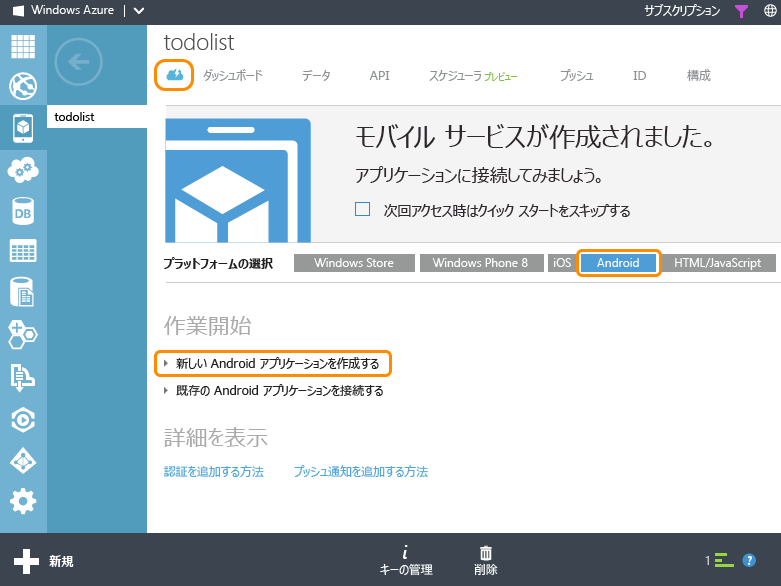 Windows Azure
サブスクリプション
todolist
todolist
ダッシュボード データ API スケジューラ プレビュー プッシュ ID 構成
モバイル サービスが作成されました。
アプリケーションに接続してみましょう。
次回アクセス時はクイック スタートをスキップする
プラットフォームの選択 Windows Store Windows Phone 8 iOS Android HTML/JavaScript
作業開始
新しい Android アプリケーションを作成する
既存の Android アプリケーションを接続する
詳細を表示
認証を追加する方法 プッシュ通知を追加する方法
DB
新規
i
キーの管理 削除
1 ?